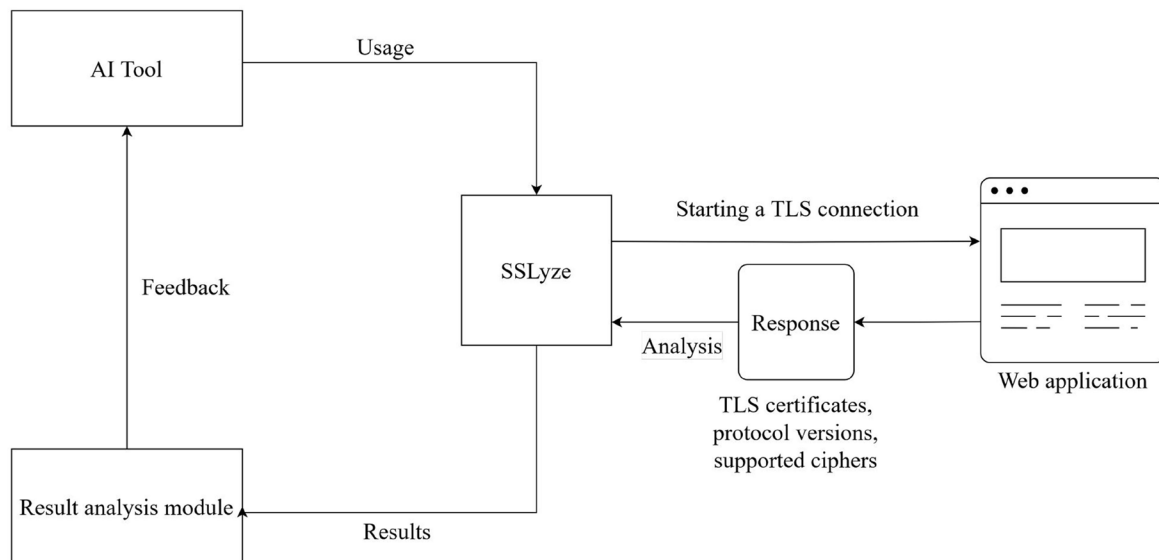 AI Tool
Usage
Starting a TLS connection
SSLyze
Feedback
Response
Analysis
Web application
TLS certificates,
protocol versions,
supported ciphers
Result analysis module
Results